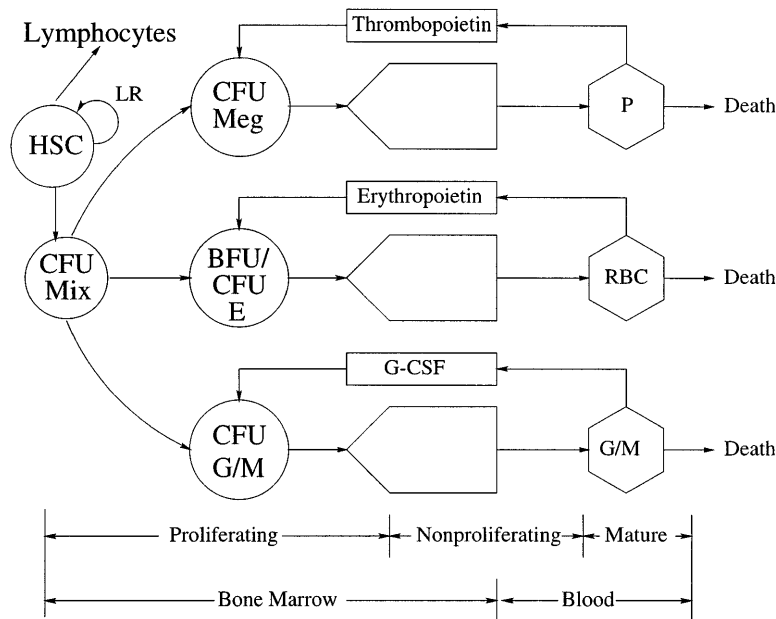 Lymphocytes
LR
HSC
CFU
Mix
Thrombopoietin
CFU
Meg
P
Death
Erythropoietin
BFU/
CFU
E
RBC
Death
G-CSF
CFU
G/M
G/M
Death
Proliferating
Nonproliferating
Mature
Bone Marrow
Blood